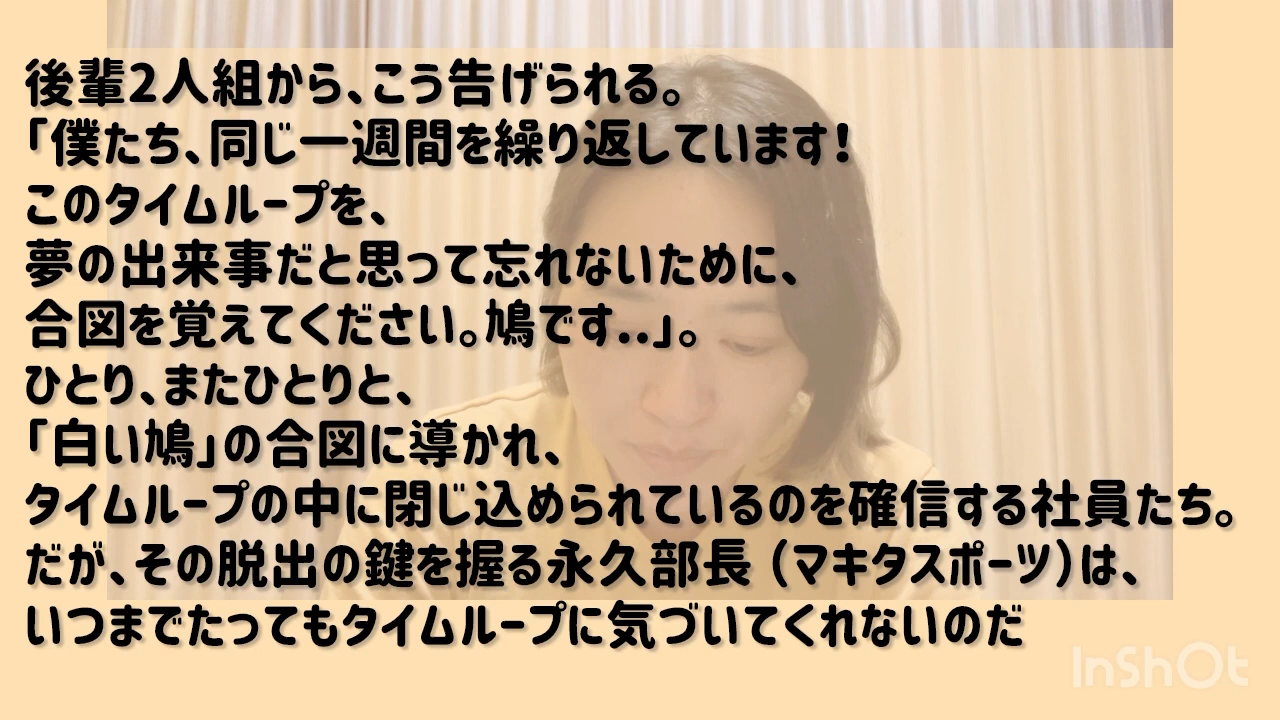 後輩2人組から、こう告げられる。
「僕たち、同じ一週間を繰り返しています！
このタイムループを、
夢の出来事だと思って忘れないために、
合図を覚えてください。鳩です..」。
ひとり、またひとりと、
「白い鳩」の合図に導かれ、
タイムループの中に閉じ込められているのを確信する社員たち。
だが、その脱出の鍵を握る永久部長（マキタスポーツ）は、
いつまでたってもタイムループに気づいてくれないのだ
InShOt